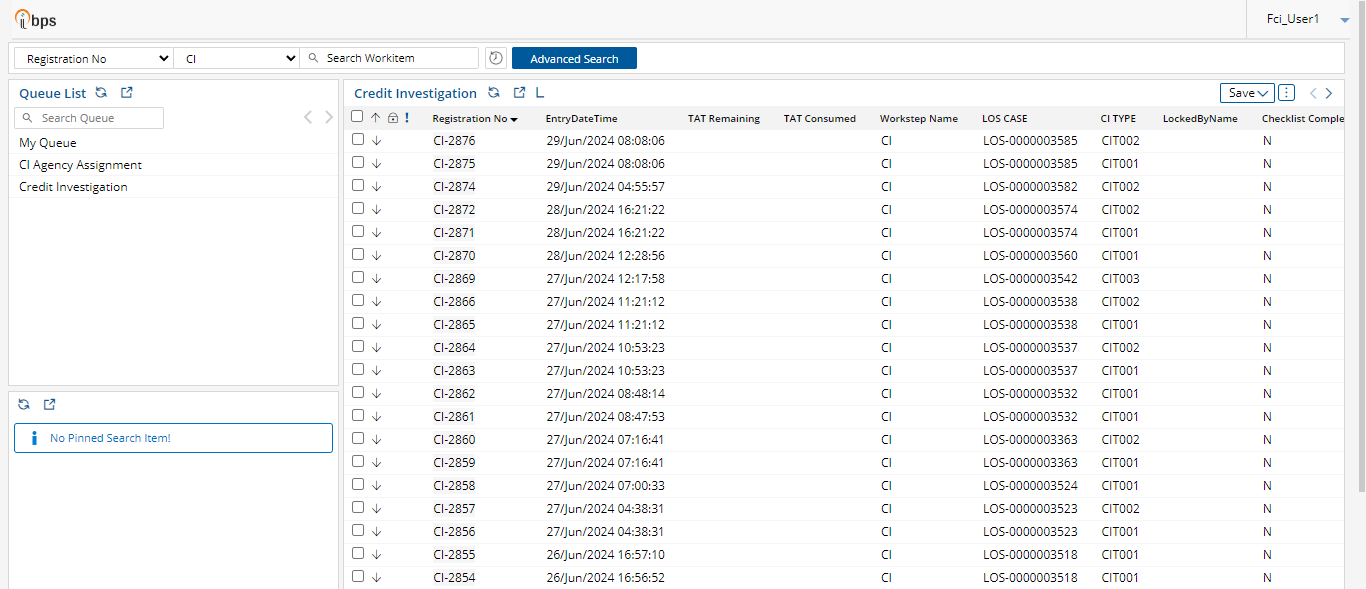 ibps
Fci_User1
Registration No CI Search Workitem Advanced Search
Queue List
Search Queue
My Queue
CI Agency Assignment
Credit Investigation
No Pinned Search Item!
Credit Investigation L Save
Registration No EntryDateTime TAT Remaining TAT Consumed Workstep Name LOS CASE CI TYPE LockedByName Checklist Comple
CI-2876 29/Jun/2024 08:08:06 CI LOS-0000003585 CIT002 N
CI-2875 29/Jun/2024 08:08:06 CI LOS-0000003585 CIT001 N
CI-2874 29/Jun/2024 04:55:57 CI LOS-0000003582 CIT002 N
CI-2872 28/Jun/2024 16:21:22 CI LOS-0000003574 CIT002 N
CI-2871 28/Jun/2024 16:21:22 CI LOS-0000003574 CIT001 N
CI-2870 28/Jun/2024 12:28:56 CI LOS-0000003560 CIT001 N
CI-2869 27/Jun/2024 12:17:58 CI LOS-0000003542 CIT003 N
CI-2866 27/Jun/2024 11:21:12 CI LOS-0000003538 CIT002 N
CI-2865 27/Jun/2024 11:21:12 CI LOS-0000003538 CIT001 N
CI-2864 27/Jun/2024 10:53:23 CI LOS-0000003537 CIT002 N
CI-2863 27/Jun/2024 10:53:23 CI LOS-0000003537 CIT001 N
CI-2862 27/Jun/2024 08:48:14 CI LOS-0000003532 CIT001 N
CI-2861 27/Jun/2024 08:47:53 CI LOS-0000003532 CIT001 N
CI-2860 27/Jun/2024 07:16:41 CI LOS-0000003363 CIT002 N
CI-2859 27/Jun/2024 07:16:41 CI LOS-0000003363 CIT001 N
CI-2858 27/Jun/2024 07:00:33 CI LOS-0000003524 CIT001 N
CI-2857 27/Jun/2024 04:38:31 CI LOS-0000003523 CIT002 N
CI-2856 27/Jun/2024 04:38:31 CI LOS-0000003523 CIT001 N
CI-2855 26/Jun/2024 16:57:10 CI LOS-0000003518 CIT001 N
CI-2854 26/Jun/2024 16:56:52 CI LOS-0000003518 CIT001 N